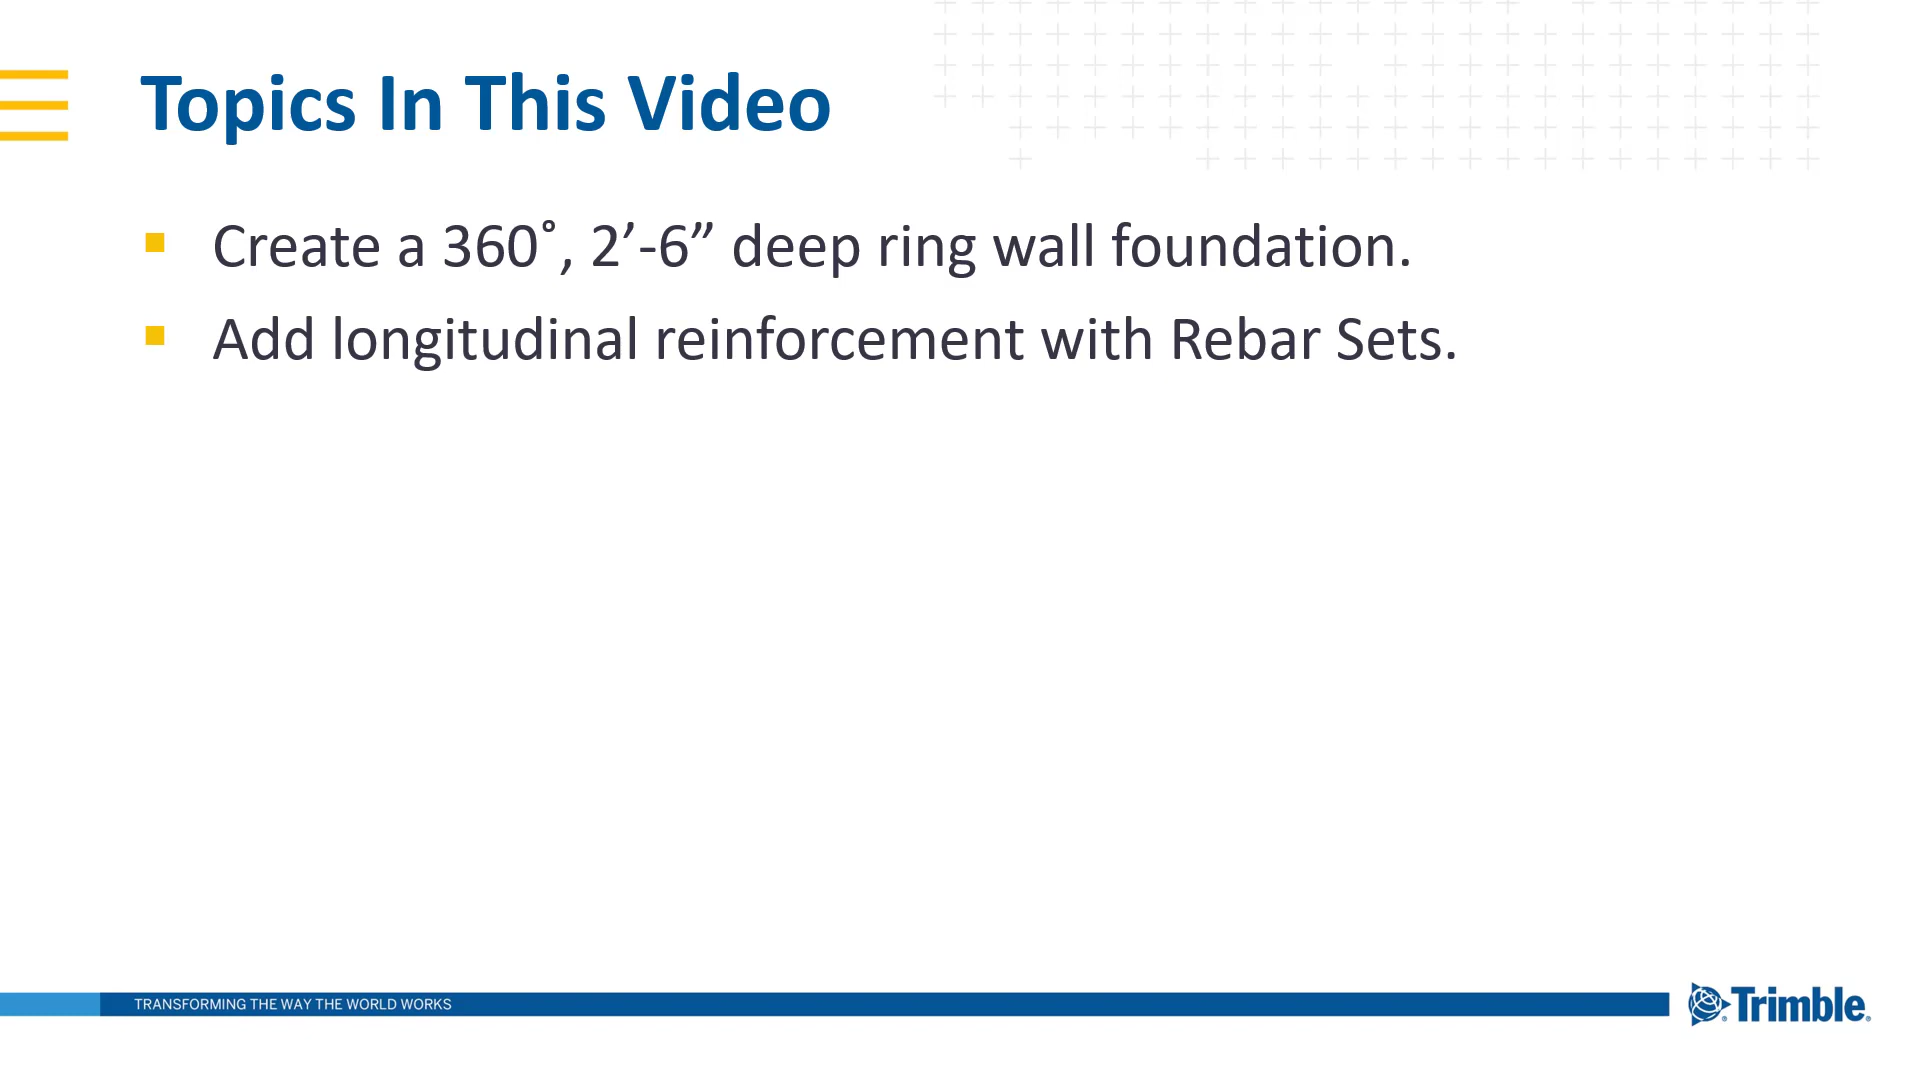 Topics In This Video
Create a 360˚, 2’-6” deep ring wall foundation.
Add longitudinal reinforcement with Rebar Sets.
TRANSFORMING THE WAY THE WORLD WORKS
Trimble